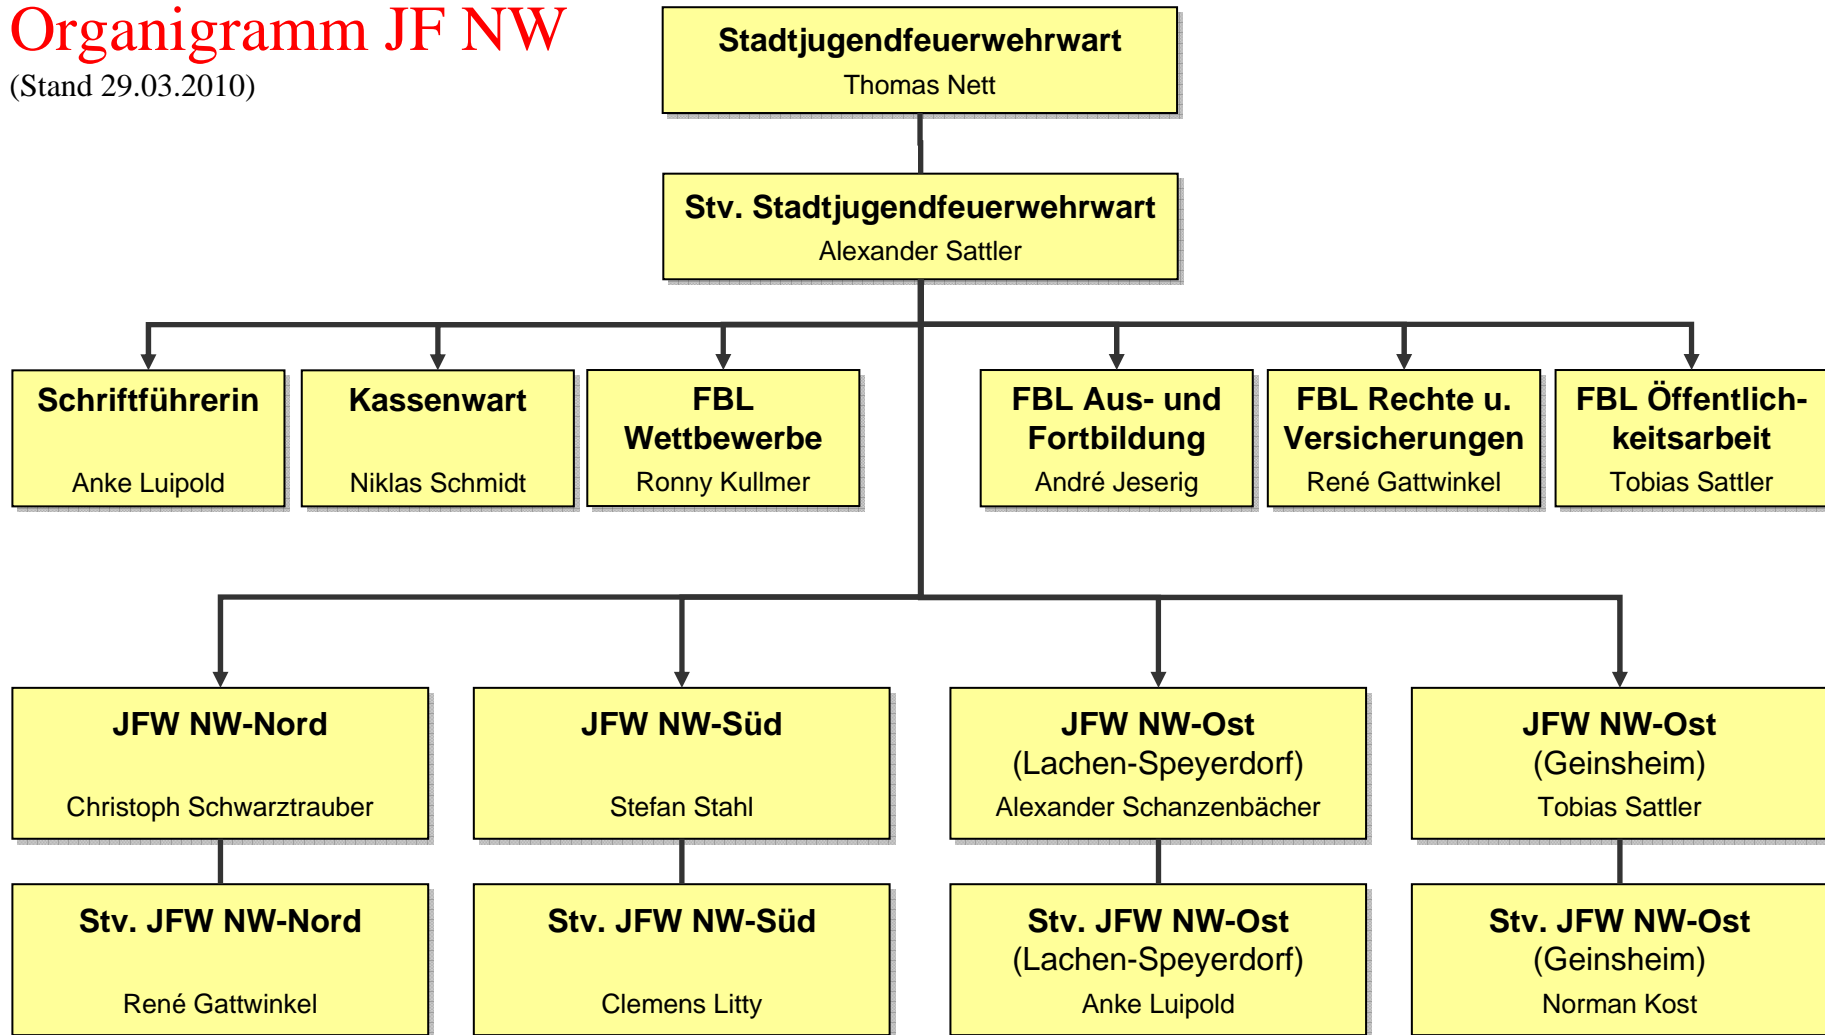 Organigramm JF NW
(Stand 29.03.2010)
Stadtjugendfeuerwehrwart
Thomas Nett
Stv. Stadtjugendfeuerwehrwart
Alexander Sattler
Schriftführerin
Anke Luipold
Kassenwart
Niklas Schmidt
FBL
Wettbewerbe
Ronny Kullmer
FBL Aus- und
Fortbildung
André Jeserig
FBL Rechte u.
Versicherungen
René Gattwinkel
FBL Öffentlich-
keitsarbeit
Tobias Sattler
JFW NW-Nord
Christoph Schwarztrauber
JFW NW-Süd
Stefan Stahl
JFW NW-Ost
(Lachen-Speyerdorf)
Alexander Schanzenbächer
JFW NW-Ost
(Geinsheim)
Tobias Sattler
Stv. JFW NW-Nord
René Gattwinkel
Stv. JFW NW-Süd
Clemens Litty
Stv. JFW NW-Ost
(Lachen-Speyerdorf)
Anke Luipold
Stv. JFW NW-Ost
(Geinsheim)
Norman Kost